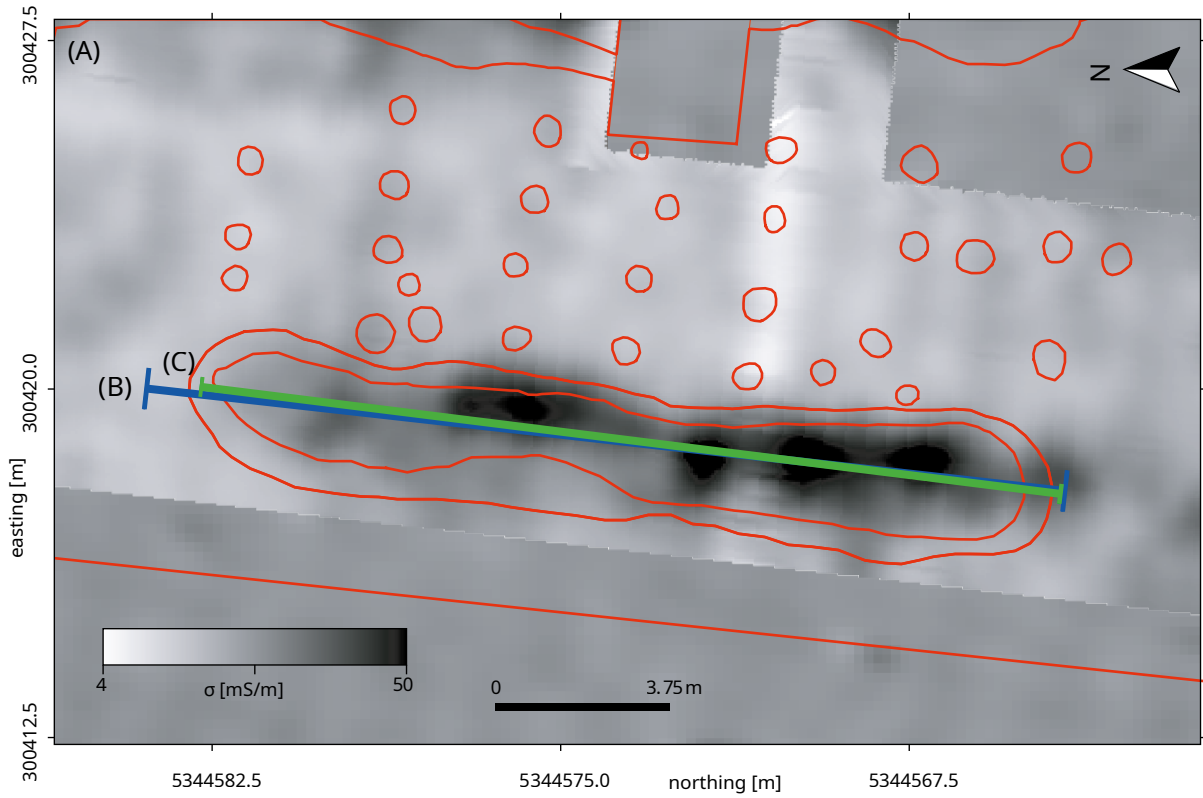 (A)
N
300427.5
(C)
(B)
300420.0
easting [m]
4
σ [mS/m]
50
0
3.75 m
300412.5
5344582.5
5344575.0
northing [m]
5344567.5